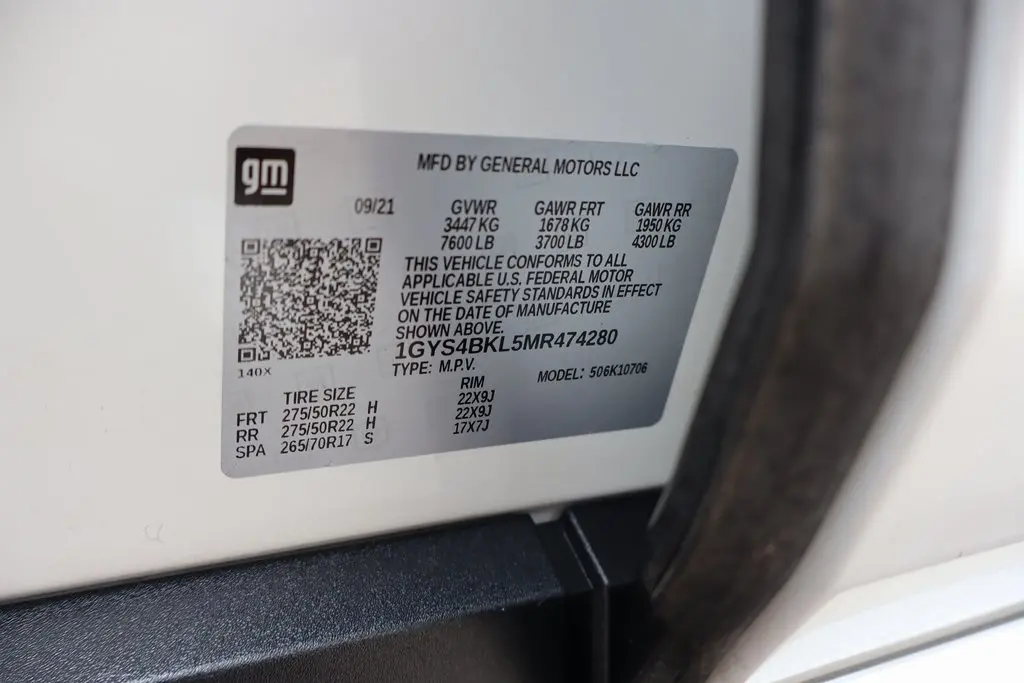 gm
MFD BY GENERAL MOTORS LLC
09/21 GVWR GAWR FRT GAWR RR
3447 KG 1678 KG 1950 KG
7600 LB 3700 LB 4300 LB
THIS VEHICLE CONFORMS TO ALL
APPLICABLE U.S. FEDERAL MOTOR
VEHICLE SAFETY STANDARDS IN EFFECT
ON THE DATE OF MANUFACTURE
SHOWN ABOVE.
1GYS4BKL5MR474280
140X
TYPE: M.P.V. MODEL: 506K10706
TIRE SIZE RIM
FRT 275/50R22 H 22X9J
RR 275/50R22 H 22X9J
SPA 265/70R17 S 17X7J